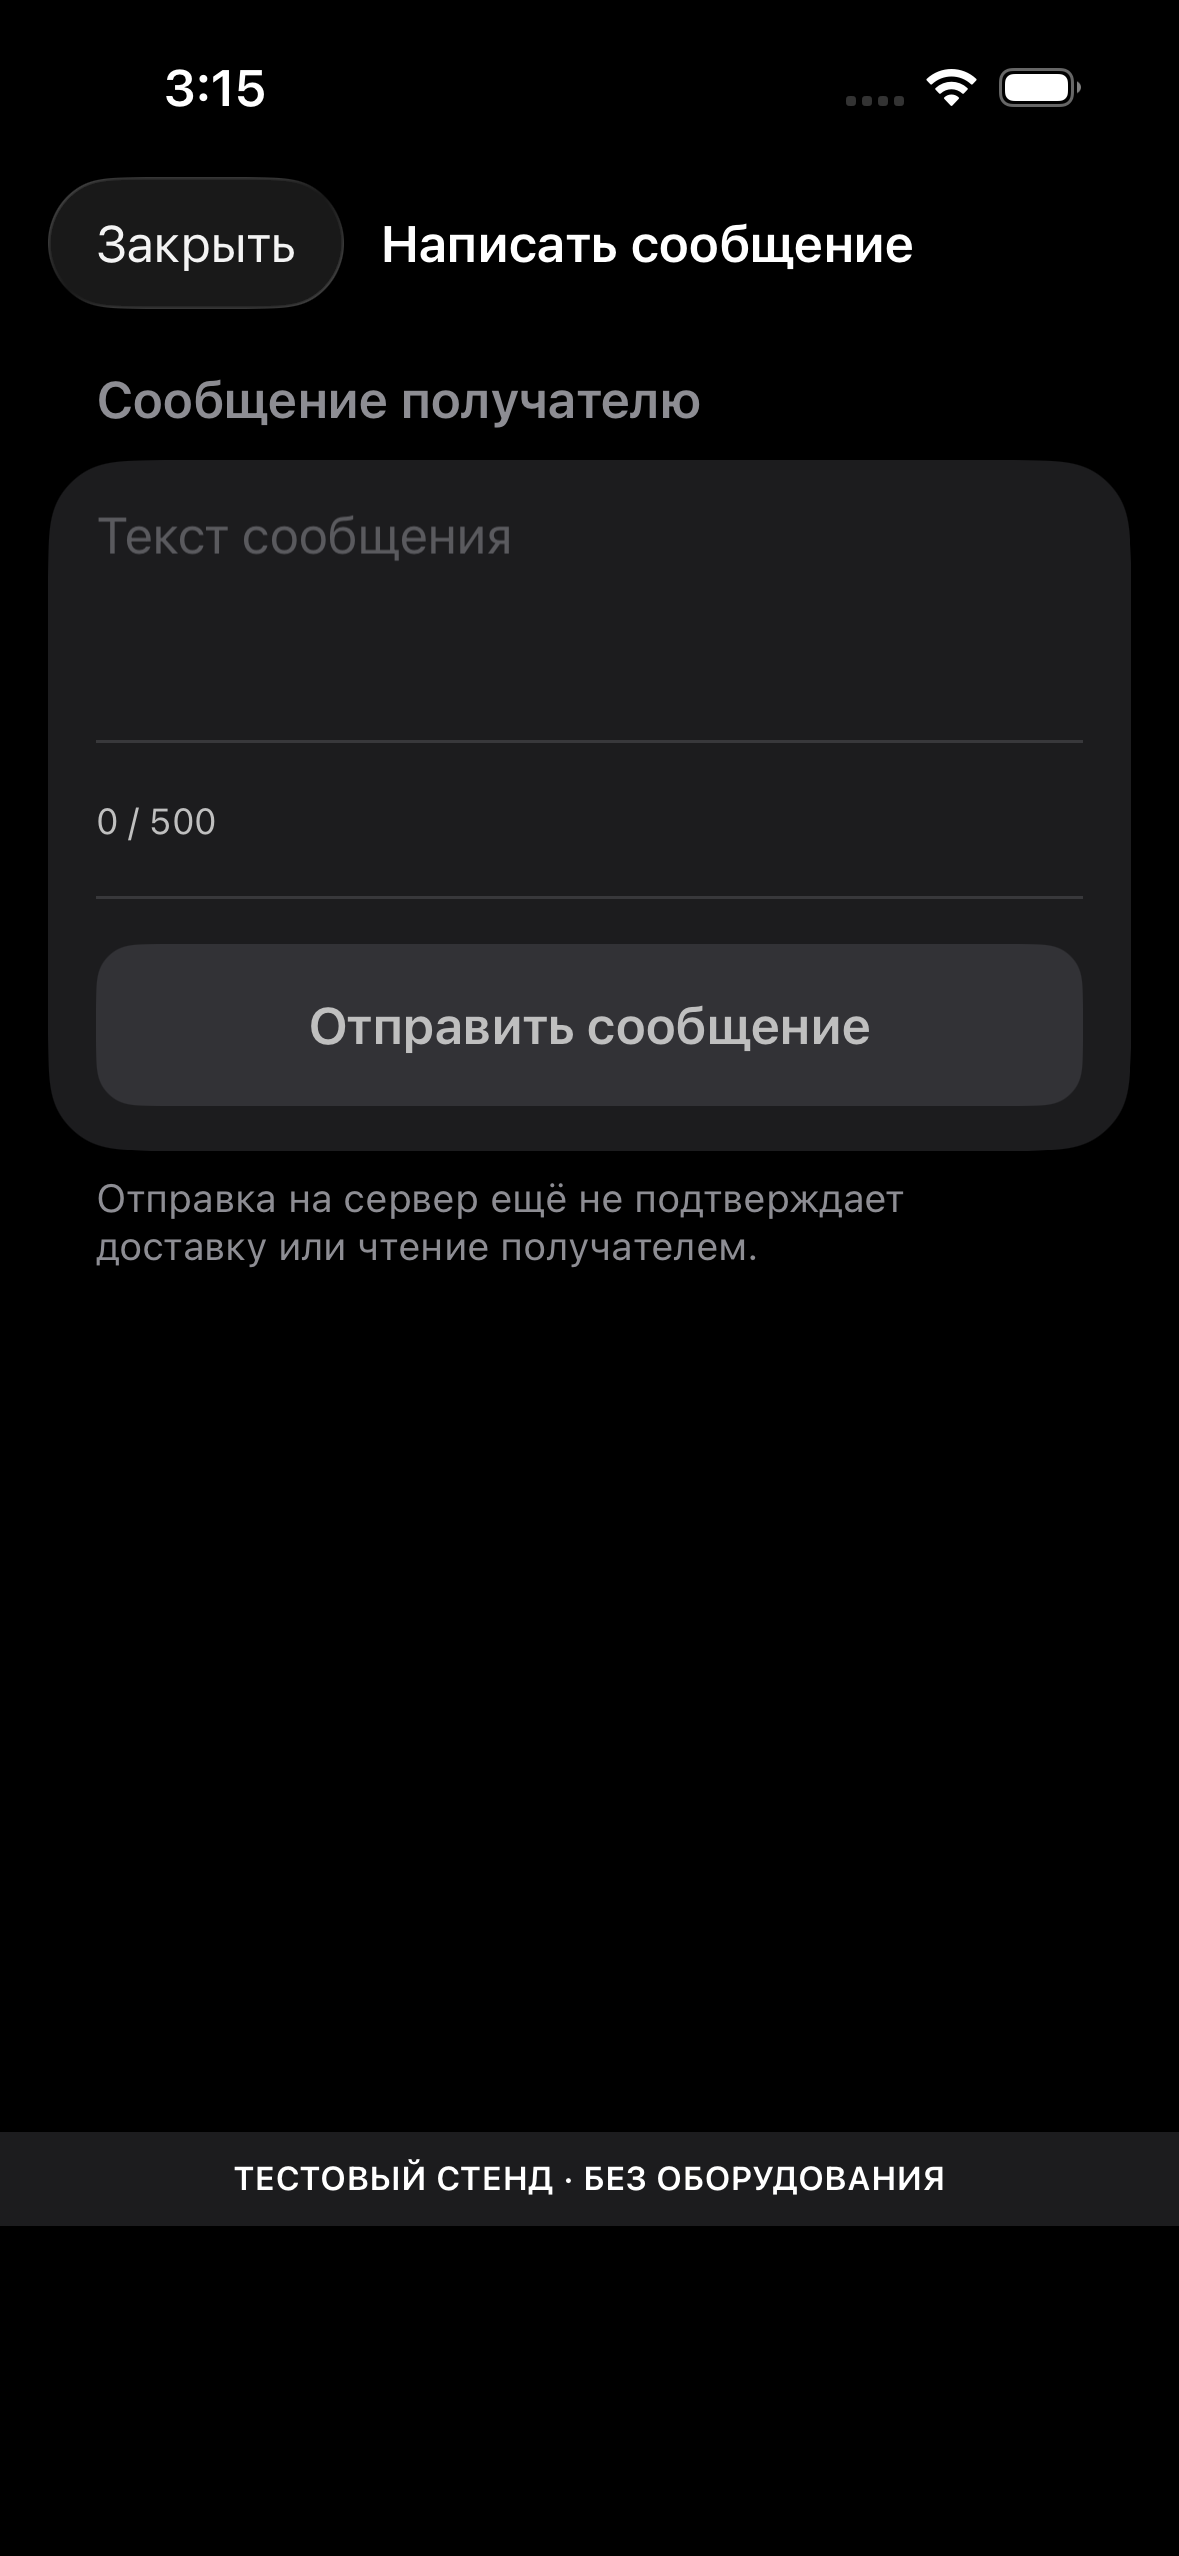 3:15
Закрыть
Написать сообщение
Сообщение получателю
Текст сообщения
0 / 500
Отправить сообщение
Отправка на сервер ещё не подтверждает
доставку или чтение получателем.
ТЕСТОВЫЙ СТЕНД · БЕЗ ОБОРУДОВАНИЯ